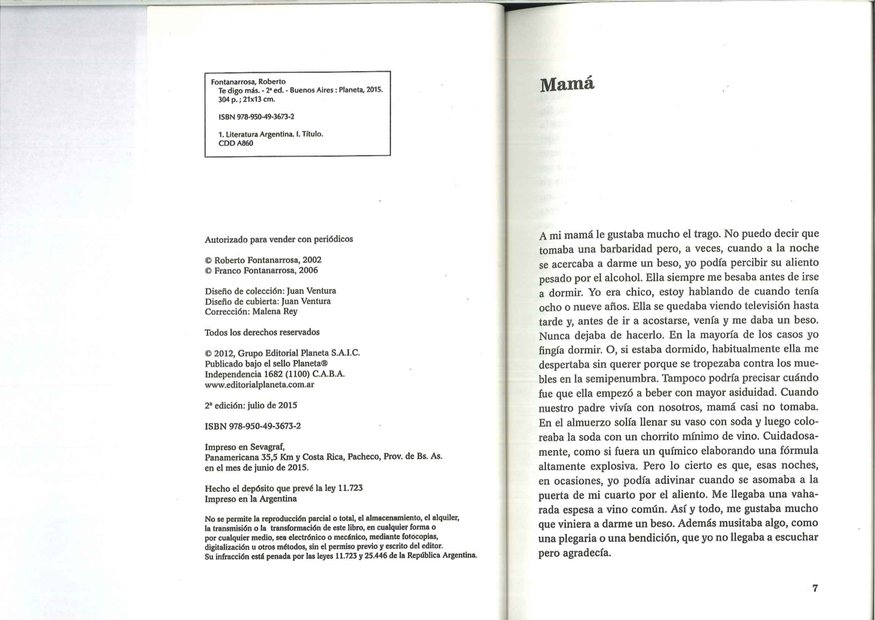 Fontanarrosa, Roberto
Te digo más. - 2ª ed. - Buenos Aires : Planeta, 2015.
304 p. ; 21x13 cm.
ISBN 978-950-49-3673-2
1. Literatura Argentina. I. Título.
CDD A860
Autorizado para vender con periódicos
© Roberto Fontanarrosa, 2002
© Franco Fontanarrosa, 2006
Diseño de colección: Juan Ventura
Diseño de cubierta: Juan Ventura
Corrección: Malena Rey
Todos los derechos reservados
© 2012, Grupo Editorial Planeta S.A.I.C.
Publicado bajo el sello Planeta®
Independencia 1682 (1100) C.A.B.A.
www.editorialplaneta.com.ar
2ª edición: julio de 2015
ISBN 978-950-49-3673-2
Impreso en Sevagraf,
Panamericana 35,5 Km y Costa Rica, Pacheco, Prov. de Bs. As.
en el mes de junio de 2015.
Hecho el depósito que prevé la ley 11.723
Impreso en la Argentina
No se permite la reproducción parcial o total, el almacenamiento, el alquiler,
la transmisión o la transformación de este libro, en cualquier forma o
por cualquier medio, sea electrónico o mecánico, mediante fotocopias,
digitalización u otros métodos, sin el permiso previo y escrito del editor.
Su infracción está penada por las leyes 11.723 y 25.446 de la República Argentina.
Mamá
A mi mamá le gustaba mucho el trago. No puedo decir que
tomaba una barbaridad pero, a veces, cuando a la noche
se acercaba a darme un beso, yo podía percibir su aliento
pesado por el alcohol. Ella siempre me besaba antes de irse
a dormir. Yo era chico, estoy hablando de cuando tenía
ocho o nueve años. Ella se quedaba viendo televisión hasta
tarde y, antes de ir a acostarse, venía y me daba un beso.
Nunca dejaba de hacerlo. En la mayoría de los casos yo
fingía dormir. O, si estaba dormido, habitualmente ella me
despertaba sin querer porque se tropezaba contra los mue-
bles en la semipenumbra. Tampoco podría precisar cuándo
fue que ella empezó a beber con mayor asiduidad. Cuando
nuestro padre vivía con nosotros, mamá casi no tomaba.
En el almuerzo solía llenar su vaso con soda y luego colo-
reaba la soda con un chorrito mínimo de vino. Cuidadosa-
mente, como si fuera un químico elaborando una fórmula
altamente explosiva. Pero lo cierto es que, esas noches,
en ocasiones, yo podía adivinar cuando se asomaba a la
puerta de mi cuarto por el aliento. Me llegaba una vaha-
rada espesa a vino común. Así y todo, me gustaba mucho
que viniera a darme un beso. Además musitaba algo, como
una plegaria o una bendición, que yo no llegaba a escuchar
pero agradecía.
7